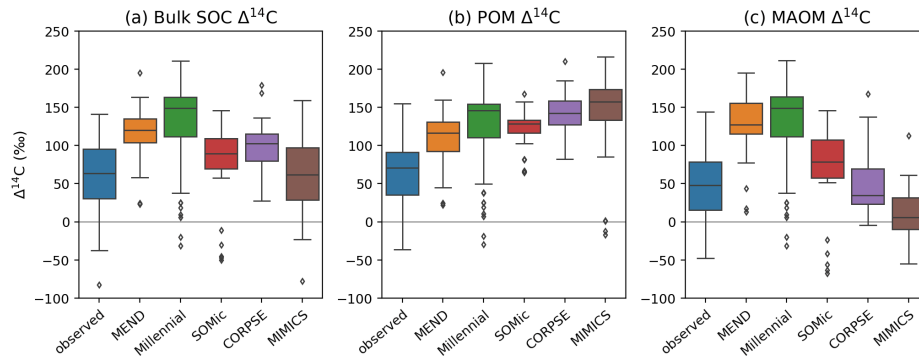 (a) Bulk SOC Δ¹⁴C
(b) POM Δ¹⁴C
(c) MAOM Δ¹⁴C
Δ¹⁴C (‰)
250
200
150
100
50
0
−50
−100
observed
MEND
Millennial
SOMic
CORPSE
MIMICS
250
200
150
100
50
0
−50
−100
observed
MEND
Millennial
SOMic
CORPSE
MIMICS
250
200
150
100
50
0
−50
−100
observed
MEND
Millennial
SOMic
CORPSE
MIMICS